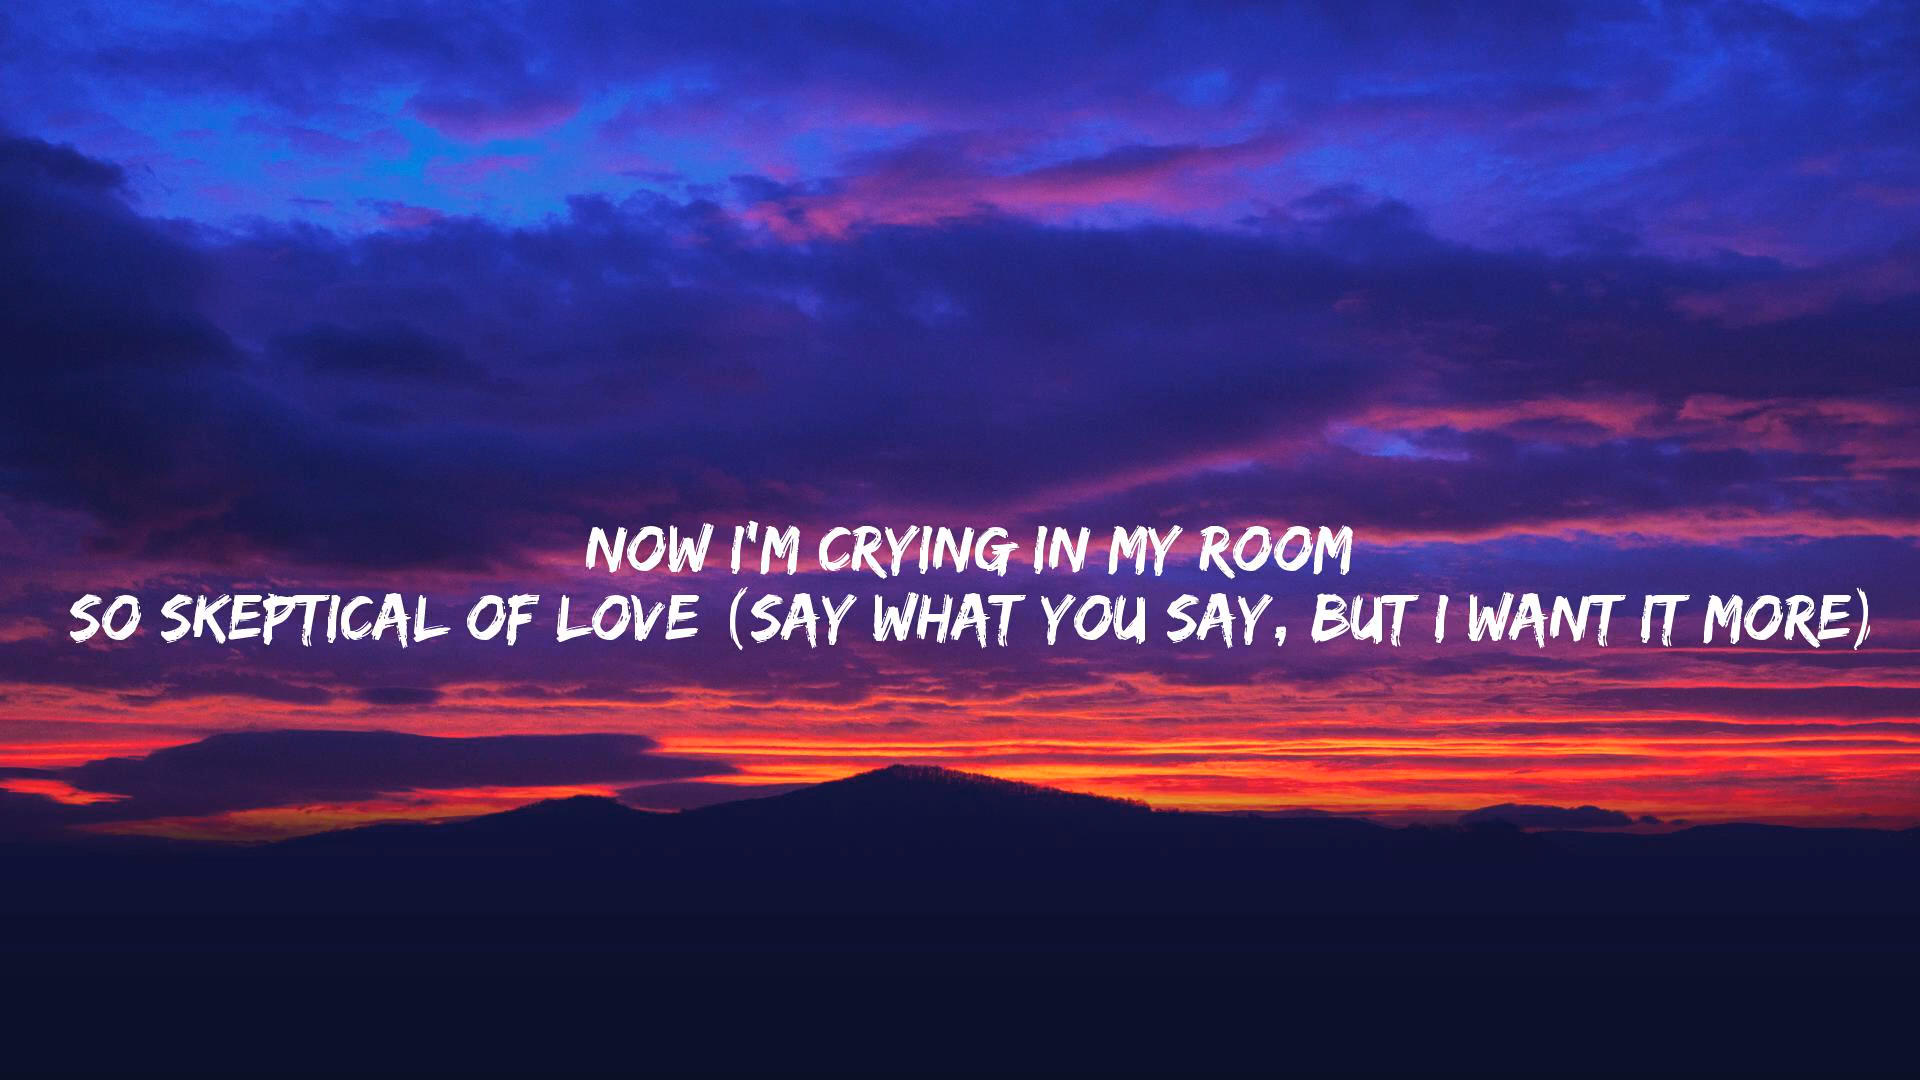 NOW I'M CRYING IN MY ROOM
SO SKEPTICAL OF LOVE (SAY WHAT YOU SAY, BUT I WANT IT MORE)